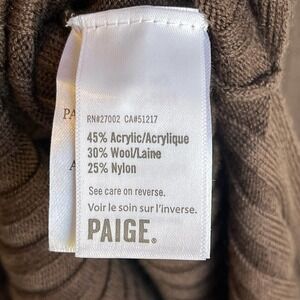 RN#27002 CA#51217
45% Acrylic/Acrylique
30% Wool/Laine
25% Nylon
See care on reverse.
Voir le soin sur l'inverse.
PAIGE®
PA
A